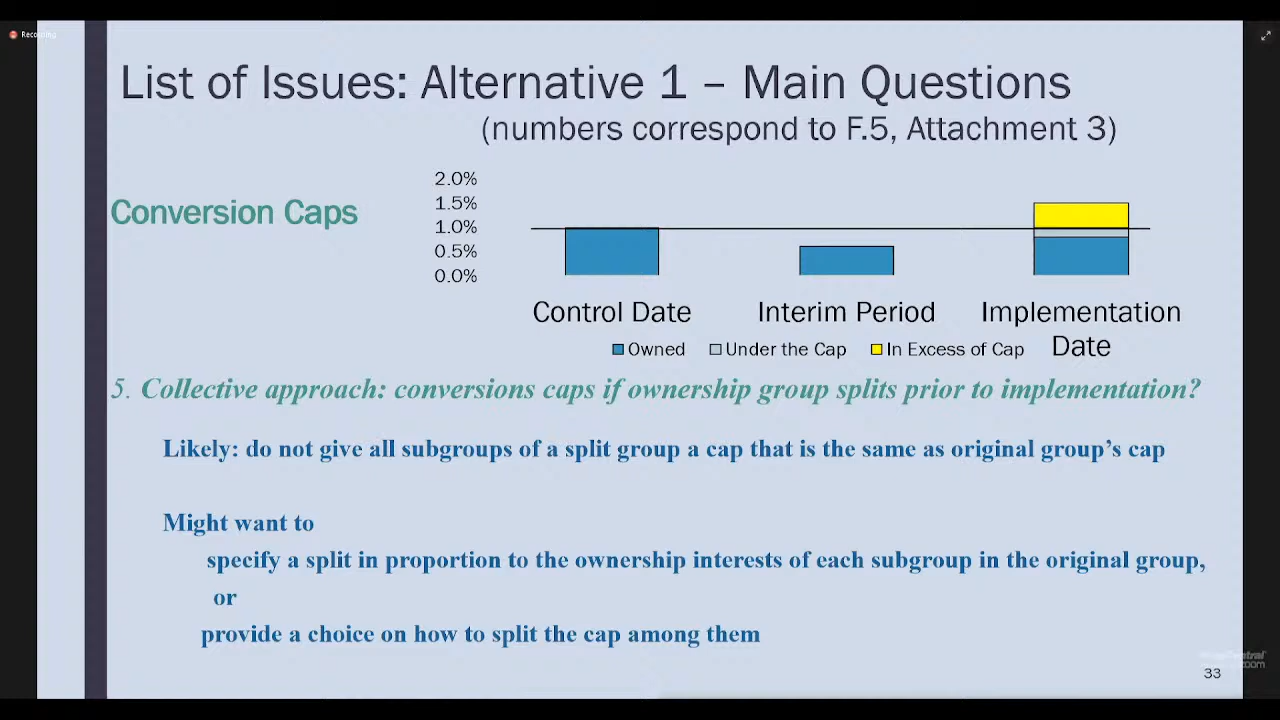 Recording
List of Issues: Alternative 1 – Main Questions
(numbers correspond to F.5, Attachment 3)
Conversion Caps
2.0%
1.5%
1.0%
0.5%
0.0%
Control Date
Interim Period
Implementation
Date
Owned
Under the Cap
In Excess of Cap
5. Collective approach: conversions caps if ownership group splits prior to implementation?
Likely: do not give all subgroups of a split group a cap that is the same as original group’s cap
Might want to
specify a split in proportion to the ownership interests of each subgroup in the original group,
or
provide a choice on how to split the cap among them
zoom
33